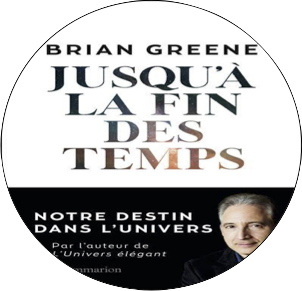 BRIAN GREENE
JUSQU'À
LA FIN
DES
TEMPS
NOTRE DESTIN
DANS L'UNIVERS
Par l'auteur de
L'Univers élégant